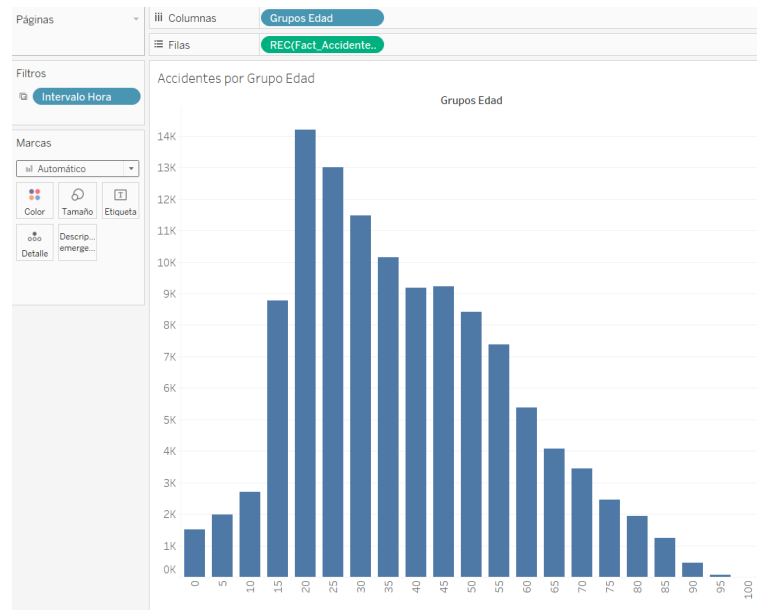 Páginas
Columnas
Grupos Edad
Filas
REC(Fact_Accidente..
Filtros
Intervalo Hora
Marcas
Automático
Color
Tamaño
Etiqueta
Detalle
Descrip...
emerge...
Accidentes por Grupo Edad
Grupos Edad
14K
13K
12K
11K
10K
9K
8K
7K
6K
5K
4K
3K
2K
1K
0K
0 5 10 15 20 25 30 35 40 45 50 55 60 65 70 75 80 85 90 95 100